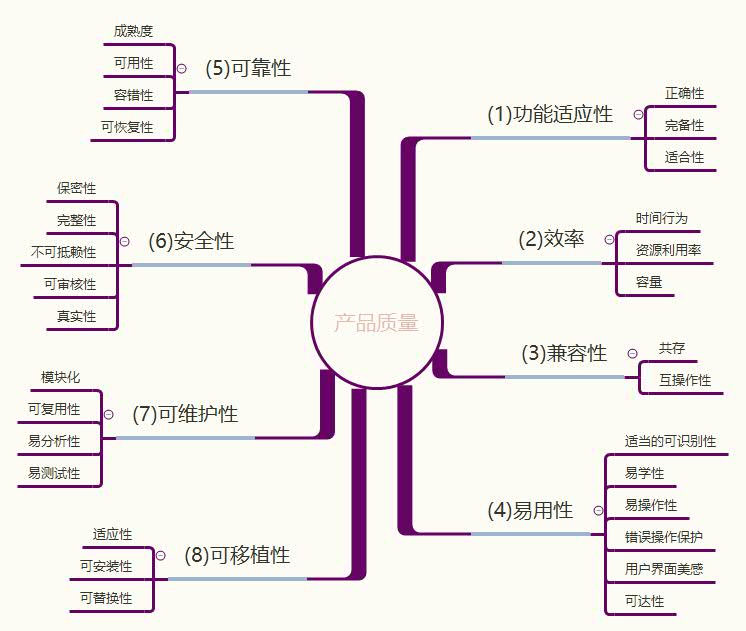 产品质量
(1)功能适应性
正确性
完备性
适合性
(2)效率
时间行为
资源利用率
容量
(3)兼容性
共存
互操作性
(4)易用性
适当的可识别性
易学性
易操作性
错误操作保护
用户界面美感
可达性
(5)可靠性
成熟度
可用性
容错性
可恢复性
(6)安全性
保密性
完整性
不可抵赖性
可审核性
真实性
(7)可维护性
模块化
可复用性
易分析性
易测试性
(8)可移植性
适应性
可安装性
可替换性